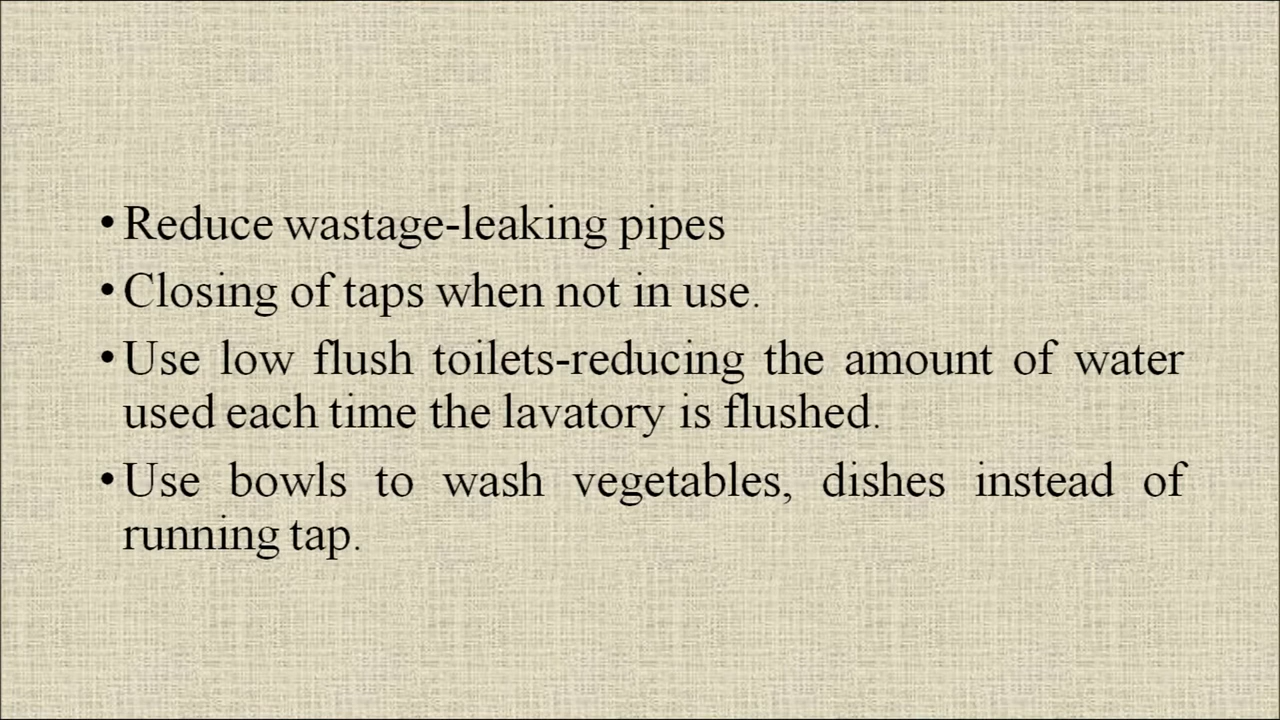 • Reduce wastage-leaking pipes
• Closing of taps when not in use.
• Use low flush toilets-reducing the amount of water
used each time the lavatory is flushed.
• Use bowls to wash vegetables, dishes instead of
running tap.